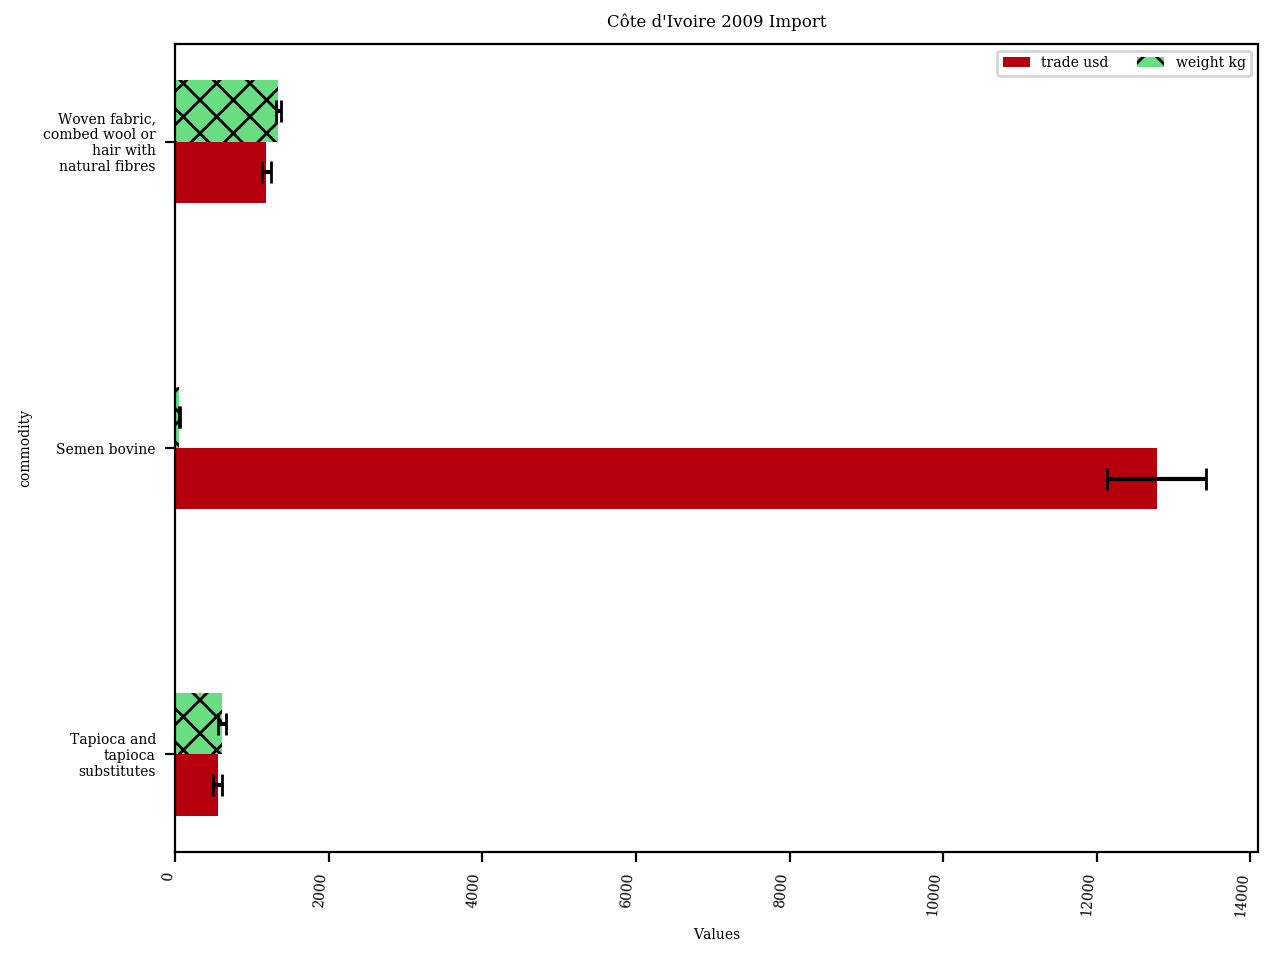 Côte d'Ivoire 2009 Import
trade usd
weight kg
Woven fabric,
combed wool or
hair with
natural fibres
Semen bovine
Tapioca and
tapioca
substitutes
commodity
0
2000
4000
6000
8000
10000
12000
14000
Values